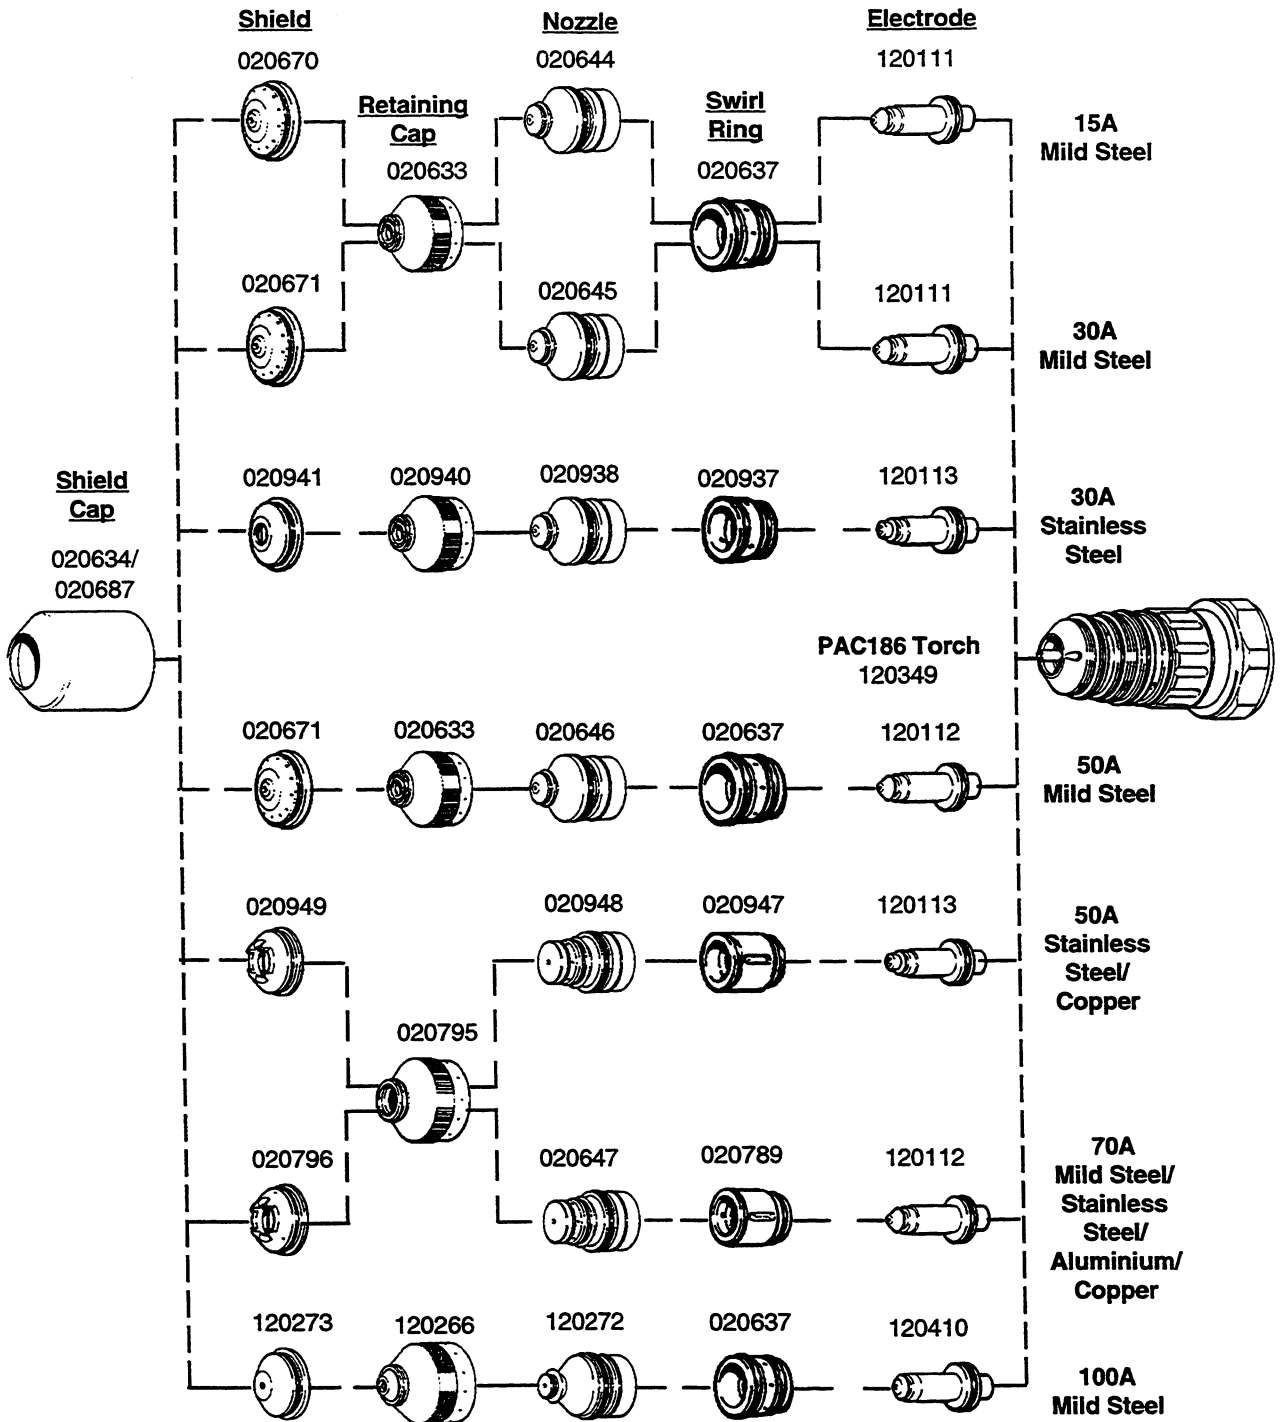 Shield
Nozzle
Electrode
020670
020644
120111
Retaining
Cap
020633
Swirl
Ring
020637
15A
Mild Steel
020671
020645
120111
30A
Mild Steel
Shield
Cap
020634/
020687
020941
020940
020938
020937
120113
30A
Stainless
Steel
PAC186 Torch
120349
020671
020633
020646
020637
120112
50A
Mild Steel
020949
020948
020947
120113
50A
Stainless
Steel/
Copper
020795
020796
020647
020789
120112
70A
Mild Steel/
Stainless
Steel/
Aluminium/
Copper
120273
120266
120272
020637
120410
100A
Mild Steel